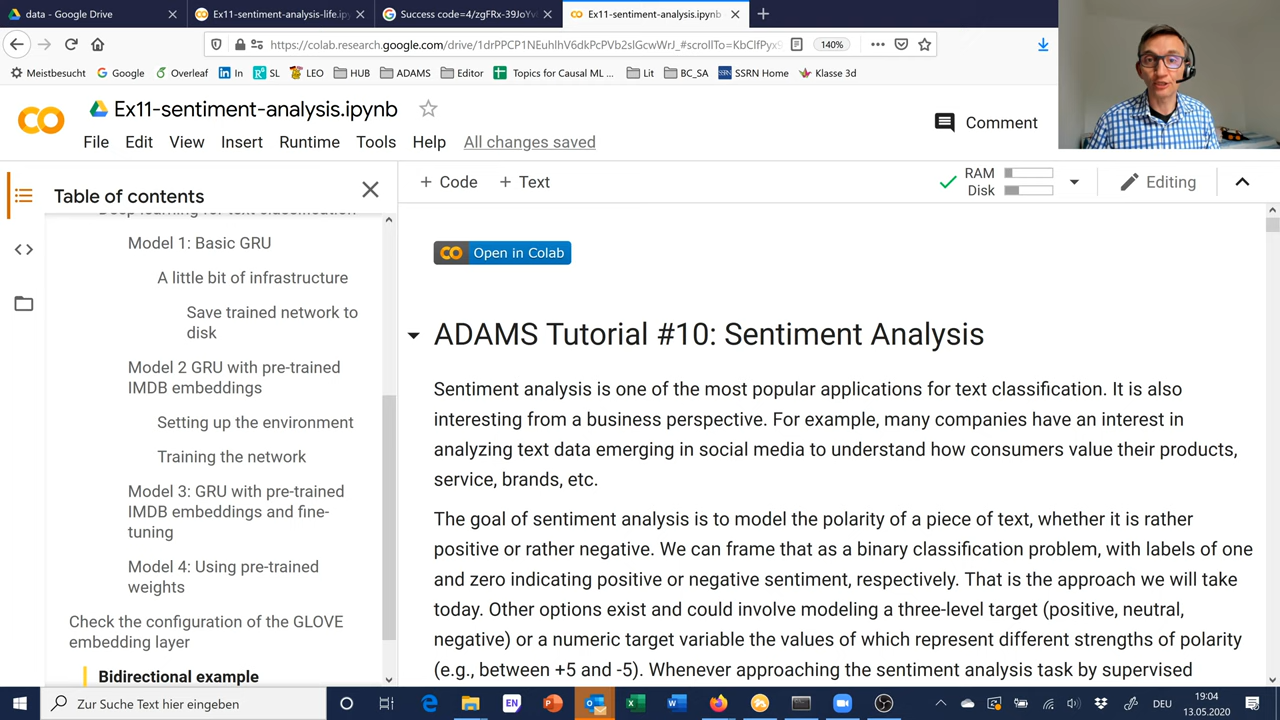 data - Google Drive
Ex11-sentiment-analysis-life.ipynb
Success code=4/zgFRx-39JoYv
Ex11-sentiment-analysis.ipynb
https://colab.research.google.com/drive/1drPPCP1NEuhlhV6dkPcPVb2slGcwWrJ_#scrollTo=KbClfPyx9
140%
Meistbesucht
Google
Overleaf
In
SL
LEO
HUB
ADAMS
Editor
Topics for Causal ML ...
Lit
BC_SA
SSRN Home
Klasse 3d
Ex11-sentiment-analysis.ipynb
Comment
File Edit View Insert Runtime Tools Help All changes saved
Table of contents
+ Code + Text
RAM
Disk
Editing
Deep learning for text classification
Model 1: Basic GRU
A little bit of infrastructure
Save trained network to
disk
Model 2 GRU with pre-trained
IMDB embeddings
Setting up the environment
Training the network
Model 3: GRU with pre-trained
IMDB embeddings and fine-
tuning
Model 4: Using pre-trained
weights
Check the configuration of the GLOVE
embedding layer
Bidirectional example
Open in Colab
ADAMS Tutorial #10: Sentiment Analysis
Sentiment analysis is one of the most popular applications for text classification. It is also
interesting from a business perspective. For example, many companies have an interest in
analyzing text data emerging in social media to understand how consumers value their products,
service, brands, etc.
The goal of sentiment analysis is to model the polarity of a piece of text, whether it is rather
positive or rather negative. We can frame that as a binary classification problem, with labels of one
and zero indicating positive or negative sentiment, respectively. That is the approach we will take
today. Other options exist and could involve modeling a three-level target (positive, neutral,
negative) or a numeric target variable the values of which represent different strengths of polarity
(e.g., between +5 and -5). Whenever approaching the sentiment analysis task by supervised
Zur Suche Text hier eingeben
EN
DEU
19:04
13.05.2020